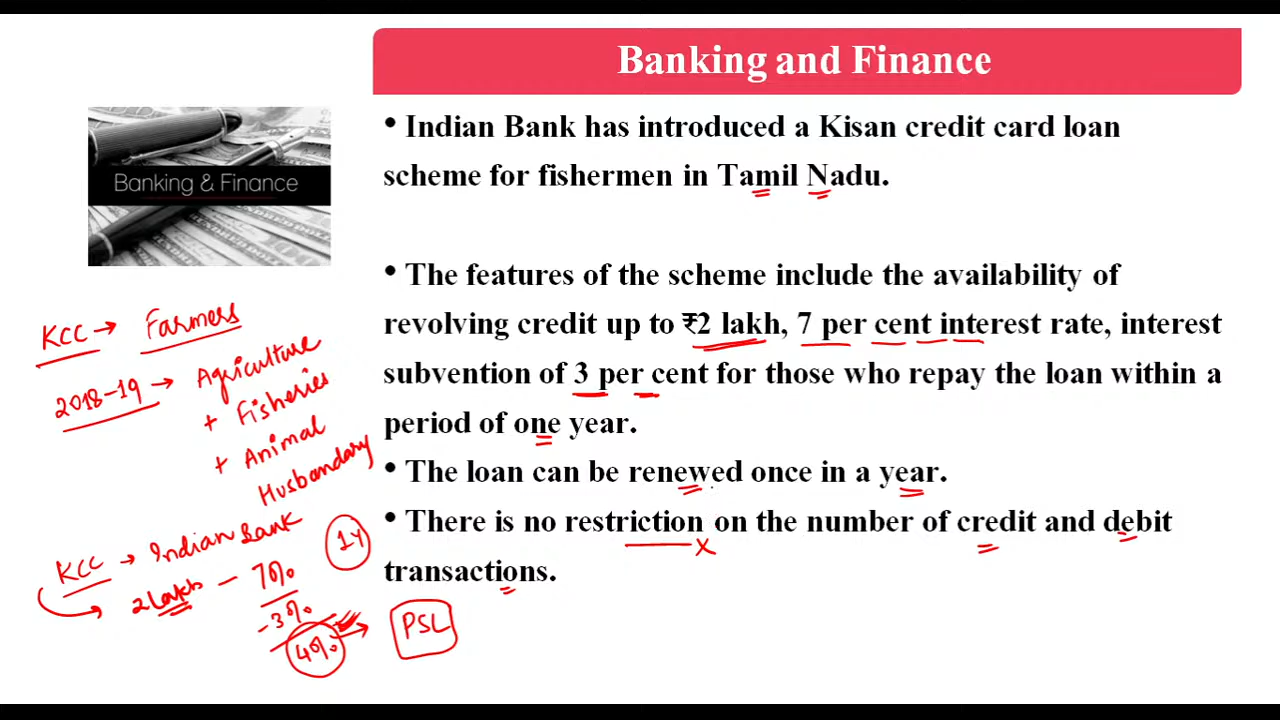 Banking and Finance
Banking & Finance
• Indian Bank has introduced a Kisan credit card loan
scheme for fishermen in Tamil Nadu.
• The features of the scheme include the availability of
revolving credit up to ₹2 lakh, 7 per cent interest rate, interest
subvention of 3 per cent for those who repay the loan within a
period of one year.
• The loan can be renewed once in a year.
• There is no restriction on the number of credit and debit
transactions.
KCC → Farmers
2018-19 → Agriculture
+ Fisheries
+ Animal
Husbandary
KCC → Indian Bank
1Y
2 lakh - 7%
-3%
4% → PSL